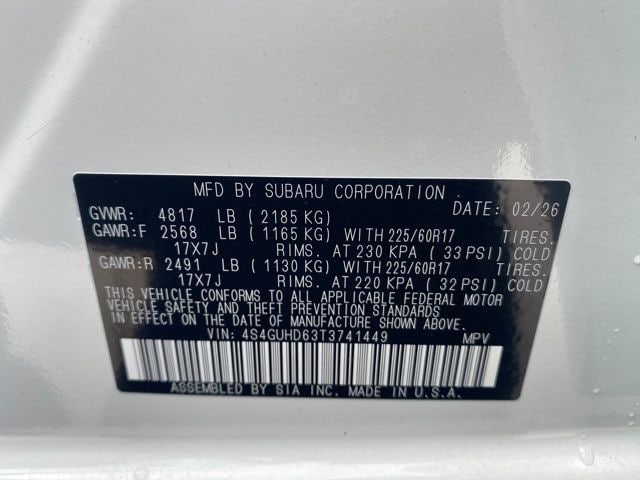 MFD BY SUBARU CORPORATION DATE: 02/26
GVWR: 4817 LB ( 2185 KG)
GAWR:F 2568 LB ( 1165 KG) WITH 225/60R17 TIRES.
17X7J RIMS. AT 230 KPA ( 33 PSI) COLD
GAWR:R 2491 LB ( 1130 KG) WITH 225/60R17 TIRES.
17X7J RIMS. AT 220 KPA ( 32 PSI) COLD
THIS VEHICLE CONFORMS TO ALL APPLICABLE FEDERAL MOTOR
VEHICLE SAFETY AND THEFT PREVENTION STANDARDS
IN EFFECT ON THE DATE OF MANUFACTURE SHOWN ABOVE.
VIN: 4S4GUHD63T3741449 MPV
ASSEMBLED BY SIA INC. MADE IN U.S.A.